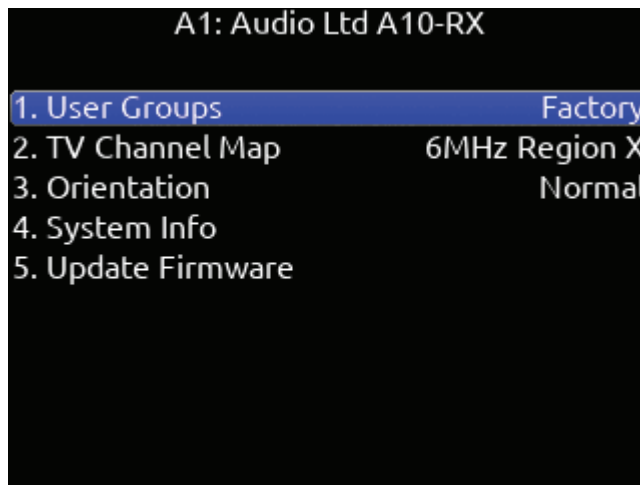 A1: Audio Ltd A10-RX
1. User Groups Factory
2. TV Channel Map 6MHz Region X
3. Orientation Normal
4. System Info
5. Update Firmware